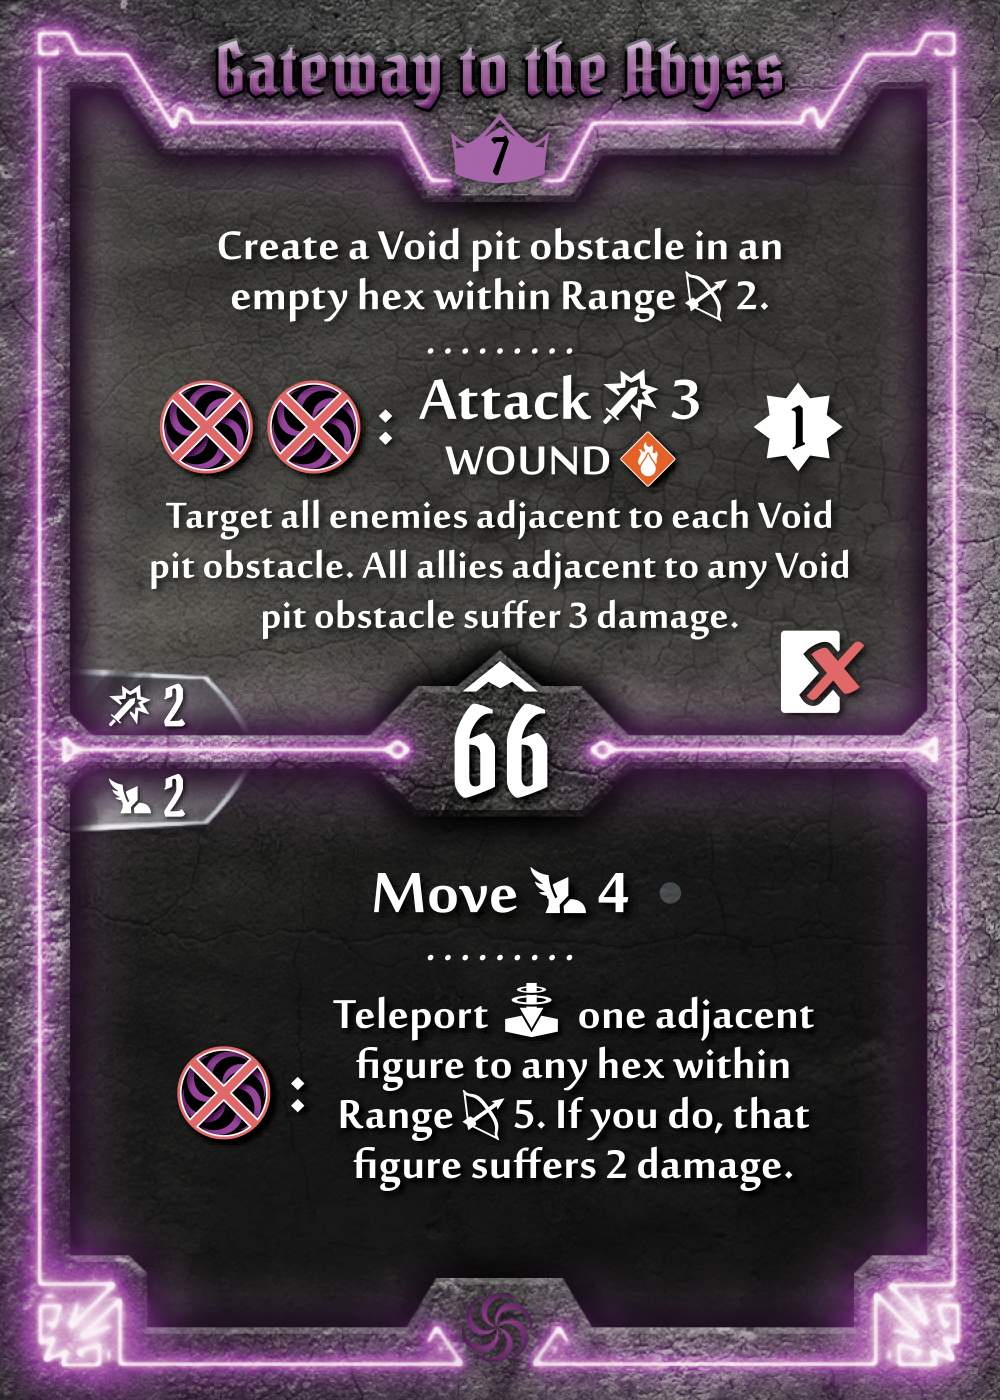 Gateway to the Abyss
7
Create a Void pit obstacle in an
empty hex within Range 2.
.........
: Attack 3
1
WOUND
Target all enemies adjacent to each Void
pit obstacle. All allies adjacent to any Void
pit obstacle suffer 3 damage.
2
66
2
Move 4
.........
Teleport one adjacent
: figure to any hex within
Range 5. If you do, that
figure suffers 2 damage.